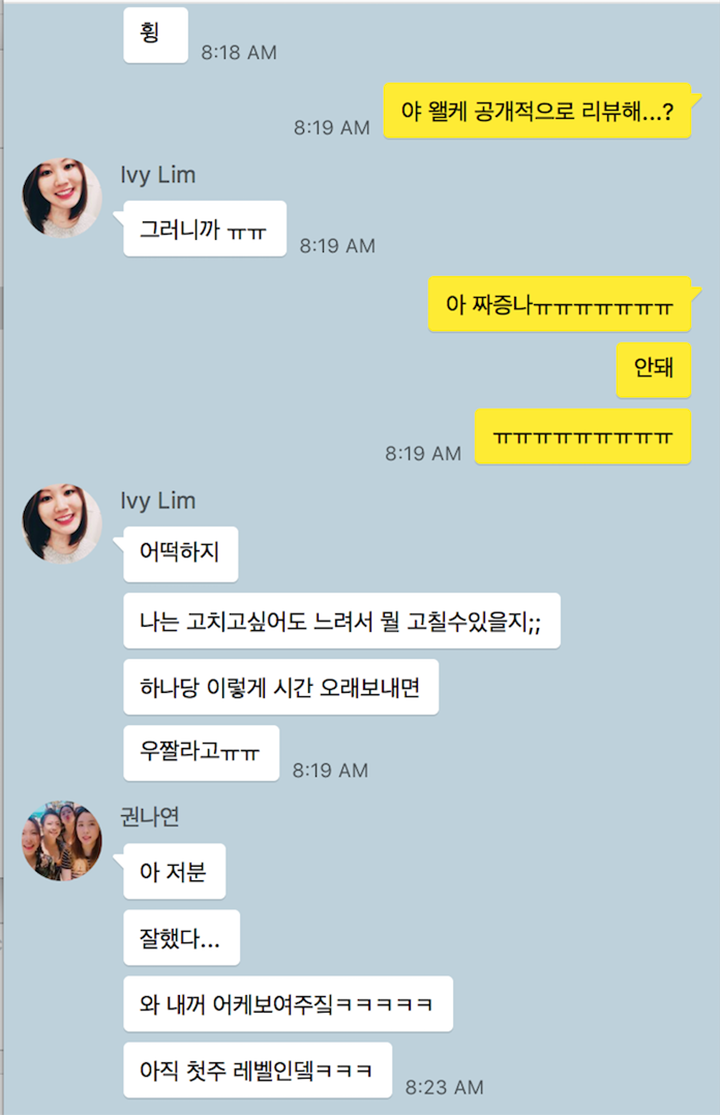 힁
8:18 AM
야 왤케 공개적으로 리뷰해...?
8:19 AM
Ivy Lim
그러니까 ㅠㅠ
8:19 AM
아 짜증나ㅠㅠㅠㅠㅠㅠㅠ
안돼
ㅠㅠㅠㅠㅠㅠㅠㅠㅠ
8:19 AM
Ivy Lim
어떡하지
나는 고치고싶어도 느려서 뭘 고칠수있을지;;
하나당 이렇게 시간 오래보내면
우짤라고ㅠㅠ
8:19 AM
권나연
아 저분
잘했다...
와 내꺼 어케보여주짘ㅋㅋㅋㅋㅋ
아직 첫주 레벨인뎈ㅋㅋㅋ
8:23 AM